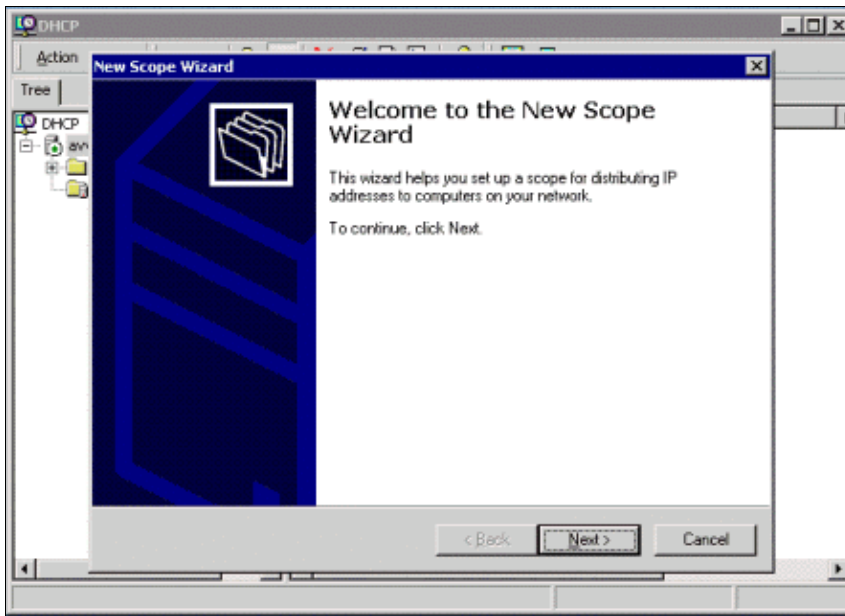 DHCP
Action
New Scope Wizard
Tree
DHCP
Welcome to the New Scope
Wizard
This wizard helps you set up a scope for distributing IP
addresses to computers on your network.
To continue, click Next.
< Back
Next >
Cancel